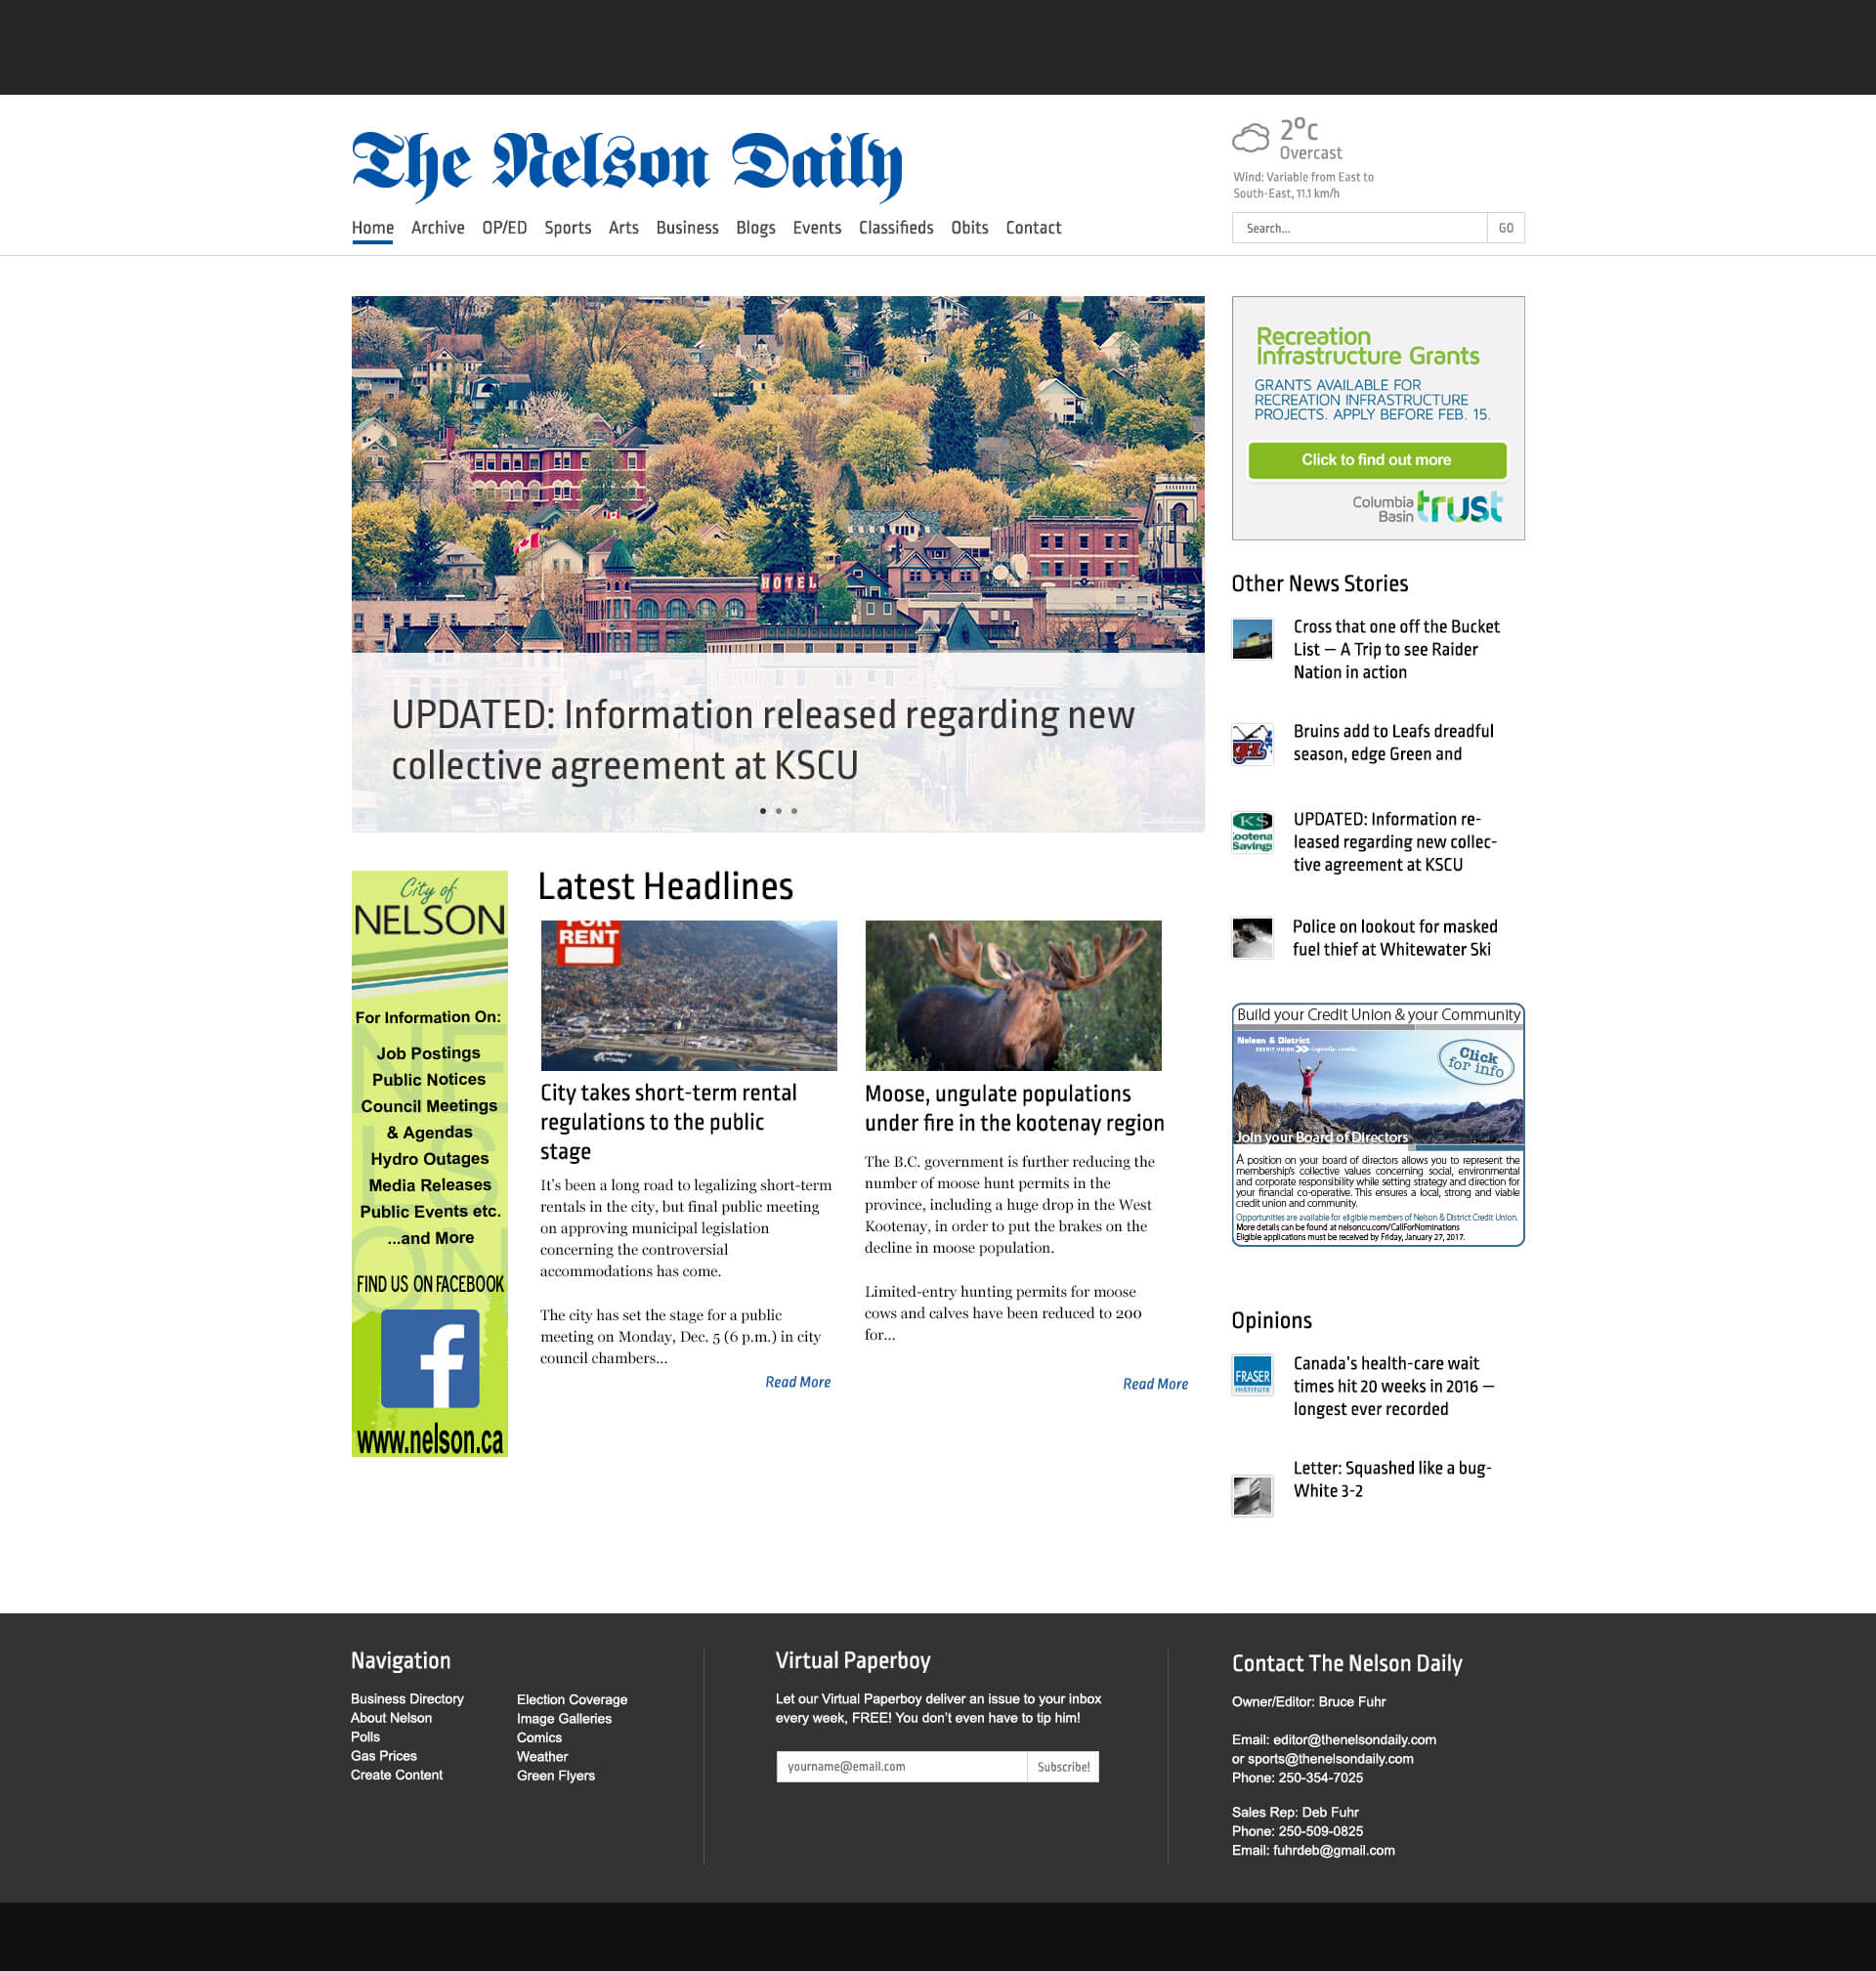 The Nelson Daily
2°c
Overcast
Wind: Variable from East to
South-East, 11.1 km/h
Home Archive OP/ED Sports Arts Business Blogs Events Classifieds Obits Contact
Search... GO
HOTEL
UPDATED: Information released regarding new
collective agreement at KSCU
Recreation
Infrastructure Grants
GRANTS AVAILABLE FOR
RECREATION INFRASTRUCTURE
PROJECTS. APPLY BEFORE FEB. 15.
Click to find out more
Columbia
Basin trust
Other News Stories
Cross that one off the Bucket
List — A Trip to see Raider
Nation in action
Bruins add to Leafs dreadful
season, edge Green and
KS
ootena
Savings
UPDATED: Information re-
leased regarding new collec-
tive agreement at KSCU
Police on lookout for masked
fuel thief at Whitewater Ski
City of
NELSON
For Information On:
Job Postings
Public Notices
Council Meetings
& Agendas
Hydro Outages
Media Releases
Public Events etc.
...and More
FIND US ON FACEBOOK
f
www.nelson.ca
NELSON
Latest Headlines
FOR
RENT
City takes short-term rental
regulations to the public
stage
It's been a long road to legalizing short-term
rentals in the city, but final public meeting
on approving municipal legislation
concerning the controversial
accommodations has come.
The city has set the stage for a public
meeting on Monday, Dec. 5 (6 p.m.) in city
council chambers...
Read More
Moose, ungulate populations
under fire in the kootenay region
The B.C. government is further reducing the
number of moose hunt permits in the
province, including a huge drop in the West
Kootenay, in order to put the brakes on the
decline in moose population.
Limited-entry hunting permits for moose
cows and calves have been reduced to 200
for...
Read More
Build your Credit Union & your Community
Nelson & District
CREDIT UNION
Click
for info
Join your Board of Directors
A position on your board of directors allows you to represent the
membership's collective values concerning social, environmental
and corporate responsibility while setting strategy and direction for
your financial co-operative. This ensures a local, strong and viable
credit union and community.
Opportunities are available for eligible members of Nelson & District Credit Union.
More details can be found at nelsoncu.com/CallForNominations
Eligible applications must be received by Friday, January 27, 2017.
Opinions
FRASER
INSTITUTE
Canada's health-care wait
times hit 20 weeks in 2016 —
longest ever recorded
Letter: Squashed like a bug-
White 3-2
Navigation
Business Directory
About Nelson
Polls
Gas Prices
Create Content
Election Coverage
Image Galleries
Comics
Weather
Green Flyers
Virtual Paperboy
Let our Virtual Paperboy deliver an issue to your inbox
every week, FREE! You don't even have to tip him!
yourname@email.com Subscribe!
Contact The Nelson Daily
Owner/Editor: Bruce Fuhr
Email: editor@thenelsondaily.com
or sports@thenelsondaily.com
Phone: 250-354-7025
Sales Rep: Deb Fuhr
Phone: 250-509-0825
Email: fuhrdeb@gmail.com